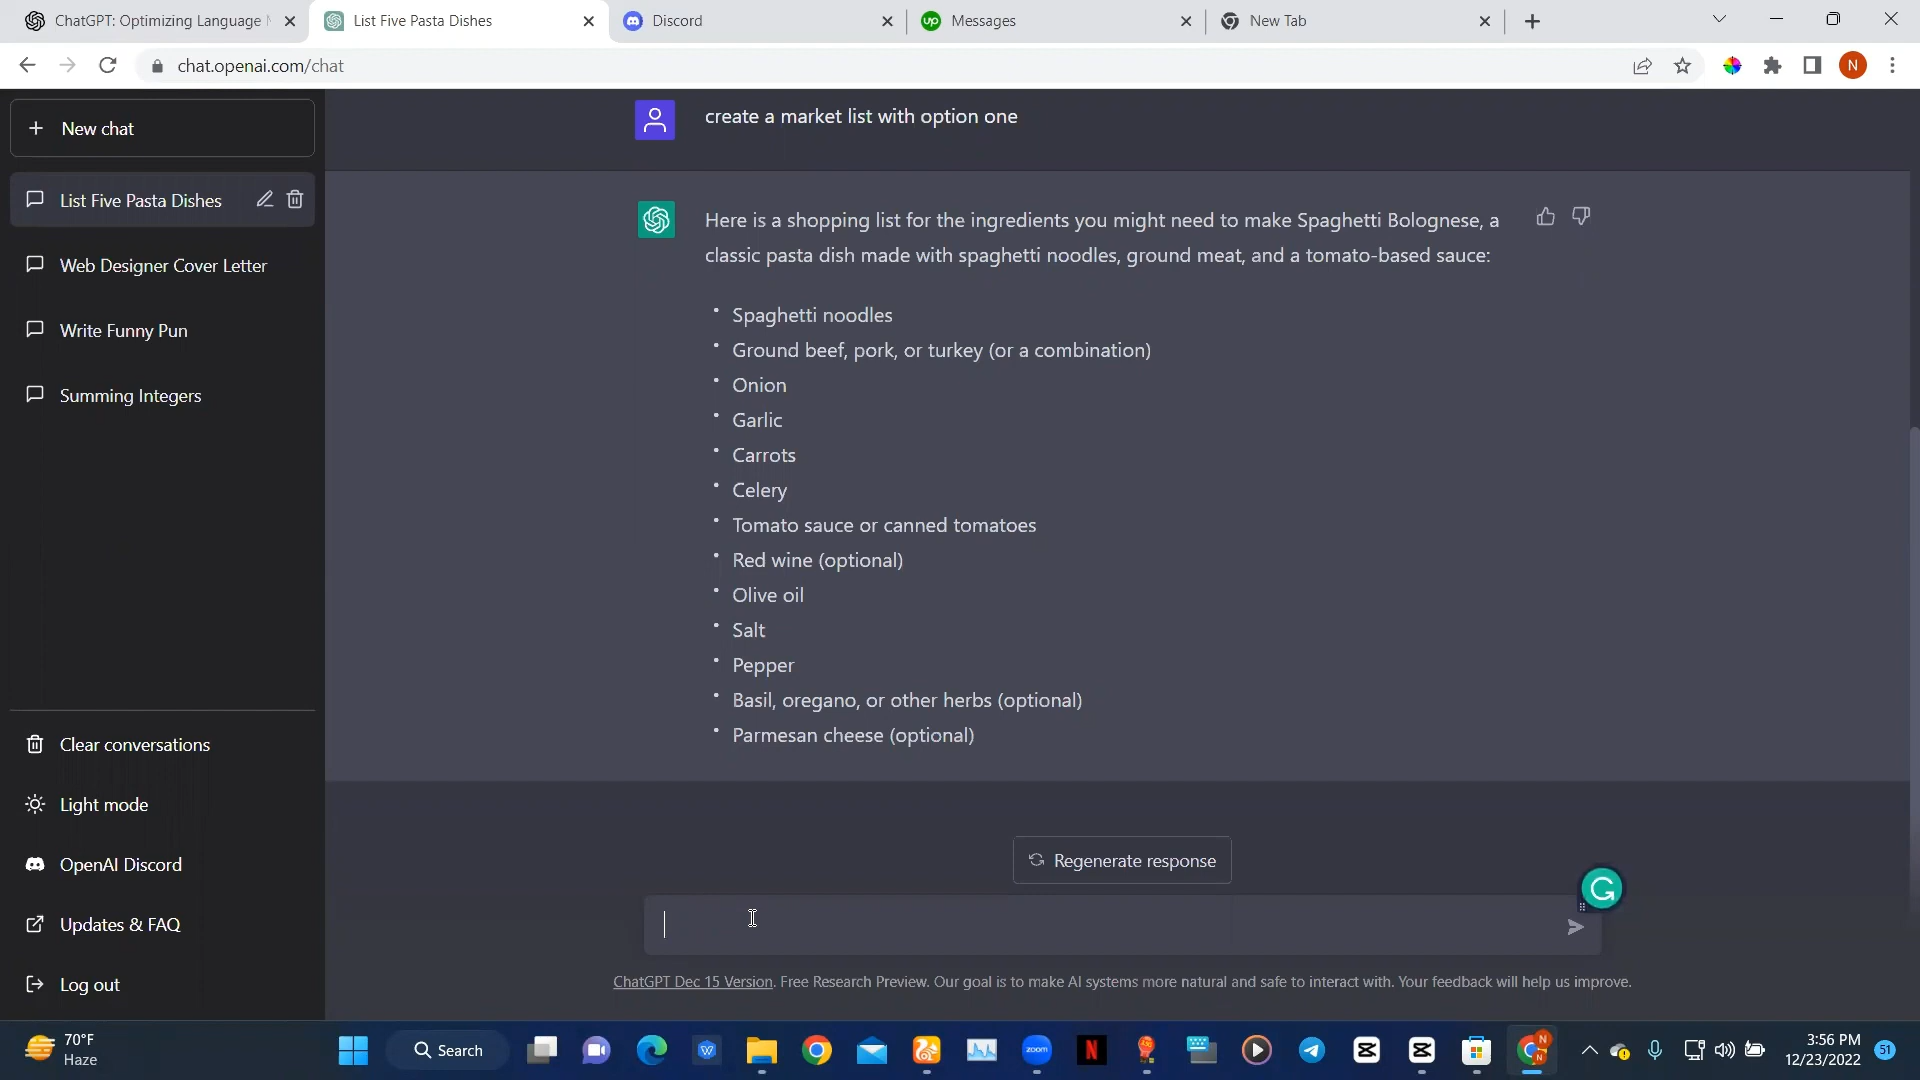 ChatGPT: Optimizing Language
List Five Pasta Dishes
Discord
up Messages
New Tab
chat.openai.com/chat
N
New chat
List Five Pasta Dishes
Web Designer Cover Letter
Write Funny Pun
Summing Integers
Clear conversations
Light mode
OpenAI Discord
Updates & FAQ
Log out
create a market list with option one
Here is a shopping list for the ingredients you might need to make Spaghetti Bolognese, a
classic pasta dish made with spaghetti noodles, ground meat, and a tomato-based sauce:
• Spaghetti noodles
• Ground beef, pork, or turkey (or a combination)
• Onion
• Garlic
• Carrots
• Celery
• Tomato sauce or canned tomatoes
• Red wine (optional)
• Olive oil
• Salt
• Pepper
• Basil, oregano, or other herbs (optional)
• Parmesan cheese (optional)
Regenerate response
G
ChatGPT Dec 15 Version. Free Research Preview. Our goal is to make AI systems more natural and safe to interact with. Your feedback will help us improve.
70°F
Haze
Search
W
zoom
N
N
N
3:56 PM
12/23/2022
51